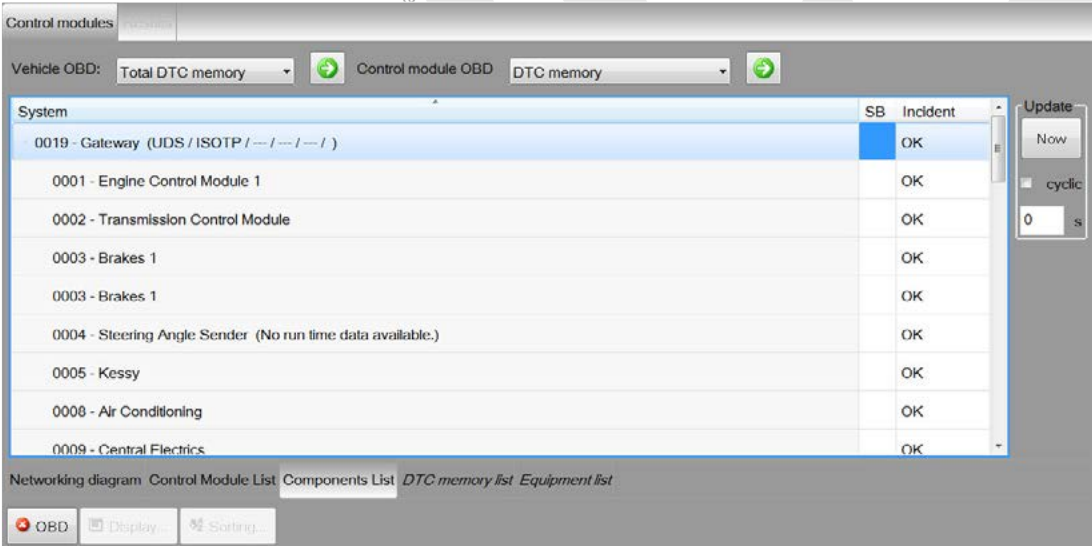 Control modules
Vehicle OBD: Total DTC memory Control module OBD DTC memory
System SB Incident Update
0019 - Gateway (UDS / ISOTP / --- / --- / --- / ) OK Now
0001 - Engine Control Module 1 OK cyclic
0002 - Transmission Control Module OK 0 s
0003 - Brakes 1 OK
0003 - Brakes 1 OK
0004 - Steering Angle Sender (No run time data available.) OK
0005 - Kessy OK
0008 - Air Conditioning OK
0009 - Central Electrics OK
Networking diagram Control Module List Components List DTC memory list Equipment list
OBD Display... Sorting...